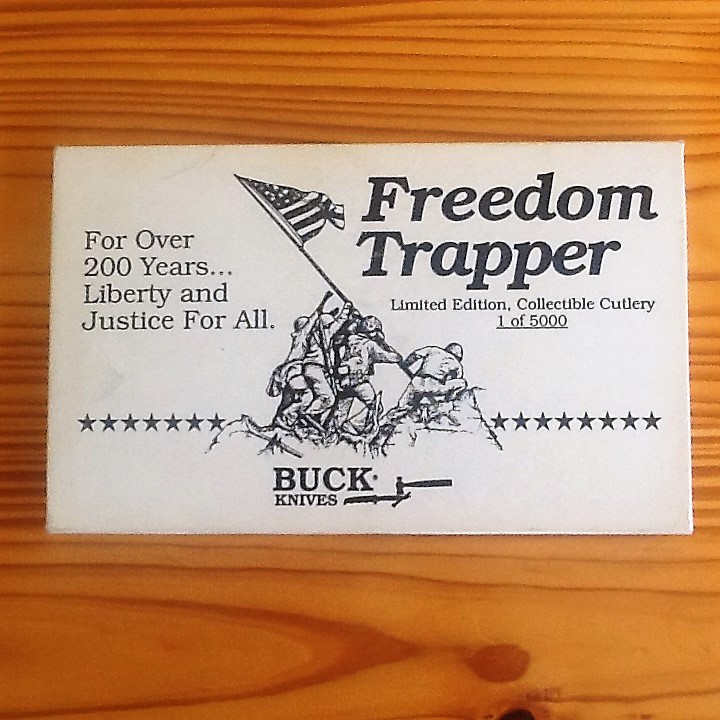 Freedom
Trapper
For Over
200 Years...
Liberty and
Justice For All.
Limited Edition, Collectible Cutlery
1 of 5000
BUCK®
KNIVES